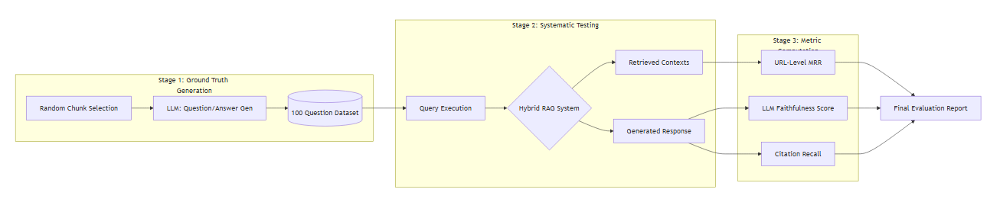 Stage 1: Ground Truth
Generation
Random Chunk Selection
LLM: Question/Answer Gen
100 Question Dataset
Stage 2: Systematic Testing
Query Execution
Hybrid RAG System
Retrieved Contexts
Generated Response
Stage 3: Metric
Computation
URL-Level MRR
LLM Faithfulness Score
Citation Recall
Final Evaluation Report